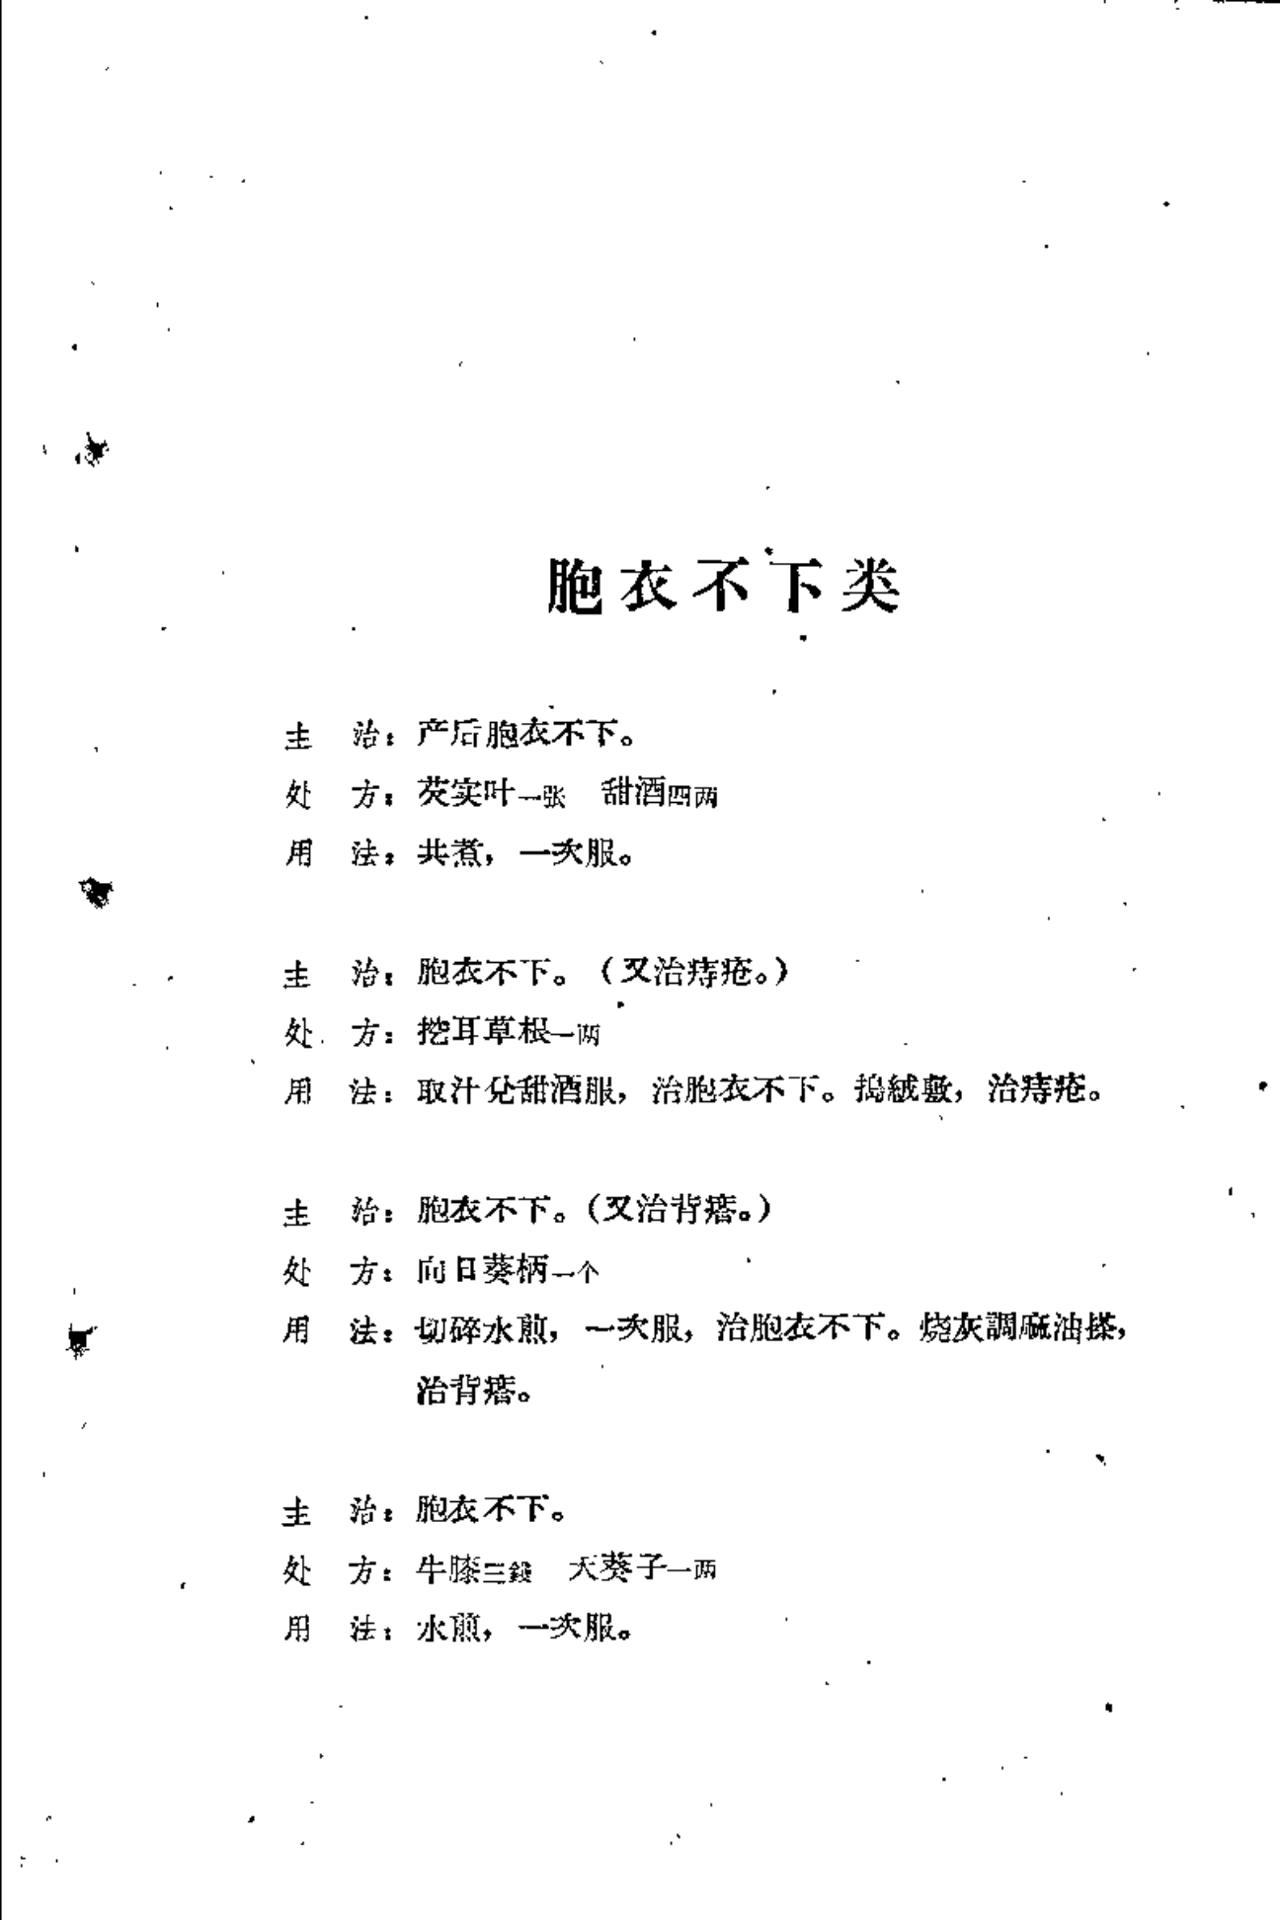 胞衣不下类
主　治：产后胞衣不下。
处　方：芡实叶一张　甜酒四两
用　法：共煮，一次服。
主　治：胞衣不下。（又治痔疮。）
处　方：挖耳草根一两
用　法：取汁兑甜酒服，治胞衣不下。搗絨敷，治痔疮。
主　治：胞衣不下。（又治背瘩。）
处　方：向日葵柄一个
用　法：切碎水煎，一次服，治胞衣不下。烧灰調麻油搽，
治背瘩。
主　治：胞衣不下。
处　方：牛膝三錢　天葵子一两
用　法：水煎，一次服。